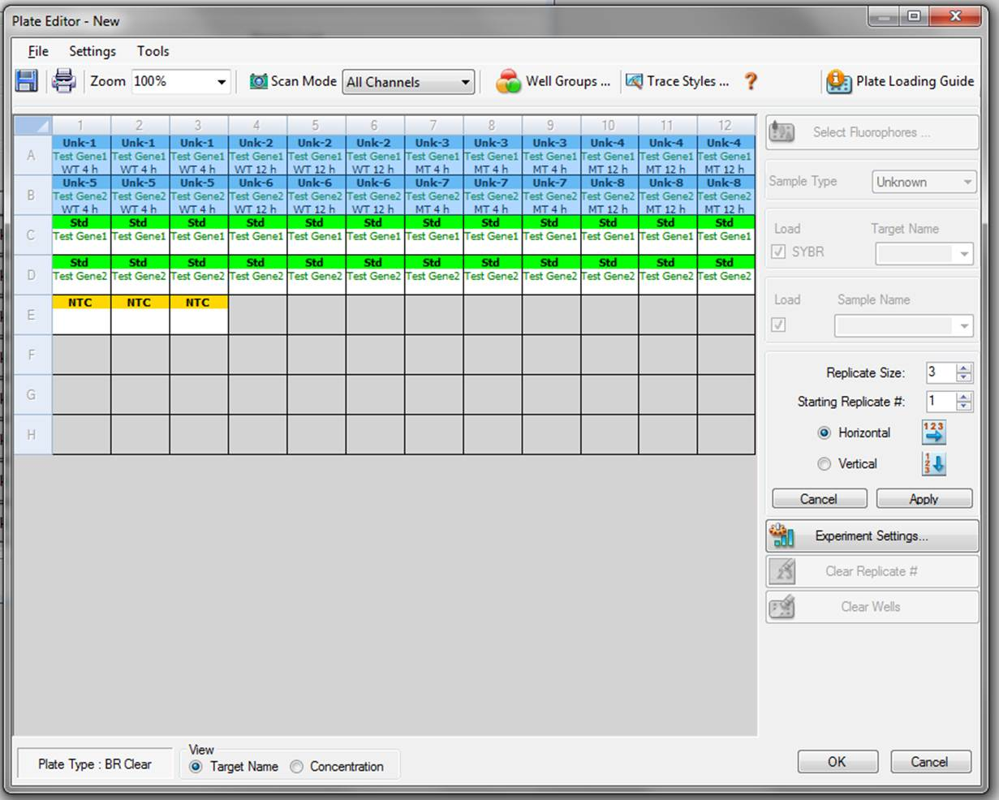 Plate Editor - New
File Settings Tools
Zoom 100% Scan Mode All Channels Well Groups ... Trace Styles ... ? Plate Loading Guide
1 2 3 4 5 6 7 8 9 10 11 12
A Unk-1 Unk-1 Unk-1 Unk-2 Unk-2 Unk-2 Unk-3 Unk-3 Unk-3 Unk-4 Unk-4 Unk-4
Test Gene1 Test Gene1 Test Gene1 Test Gene1 Test Gene1 Test Gene1 Test Gene1 Test Gene1 Test Gene1 Test Gene1 Test Gene1 Test Gene1
WT 4 h WT 4 h WT 4 h WT 12 h WT 12 h WT 12 h MT 4 h MT 4 h MT 4 h MT 12 h MT 12 h MT 12 h
B Unk-5 Unk-5 Unk-5 Unk-6 Unk-6 Unk-6 Unk-7 Unk-7 Unk-7 Unk-8 Unk-8 Unk-8
Test Gene2 Test Gene2 Test Gene2 Test Gene2 Test Gene2 Test Gene2 Test Gene2 Test Gene2 Test Gene2 Test Gene2 Test Gene2 Test Gene2
WT 4 h WT 4 h WT 4 h WT 12 h WT 12 h WT 12 h MT 4 h MT 4 h MT 4 h MT 12 h MT 12 h MT 12 h
C Std Std Std Std Std Std Std Std Std Std Std Std
Test Gene1 Test Gene1 Test Gene1 Test Gene1 Test Gene1 Test Gene1 Test Gene1 Test Gene1 Test Gene1 Test Gene1 Test Gene1 Test Gene1
D Std Std Std Std Std Std Std Std Std Std Std Std
Test Gene2 Test Gene2 Test Gene2 Test Gene2 Test Gene2 Test Gene2 Test Gene2 Test Gene2 Test Gene2 Test Gene2 Test Gene2 Test Gene2
E NTC NTC NTC
F
G
H
Select Fluorophores ...
Sample Type Unknown
Load Target Name
SYBR
Load Sample Name
Replicate Size: 3
Starting Replicate #: 1
Horizontal 123
Vertical 1 2 3
Cancel Apply
Experiment Settings...
Clear Replicate #
Clear Wells
Plate Type : BR Clear
View
Target Name Concentration
OK Cancel